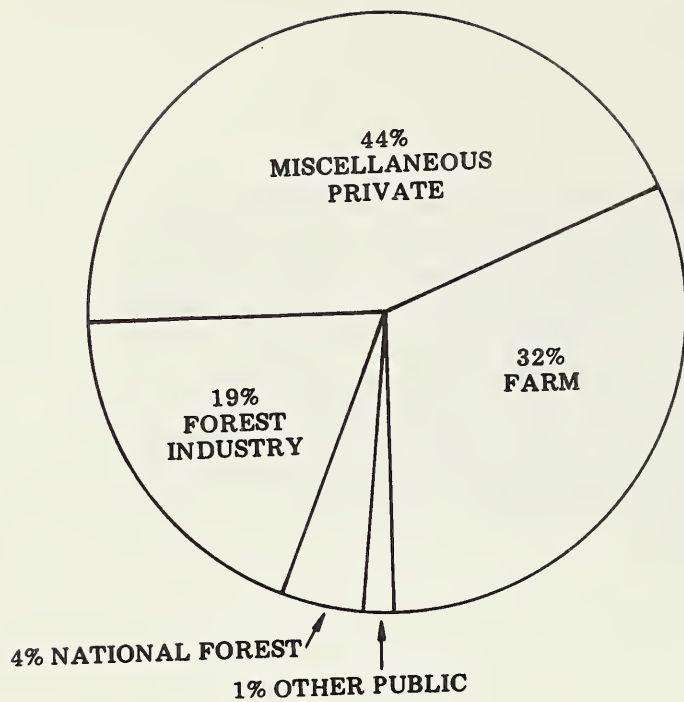 44%
MISCELLANEOUS
PRIVATE
32%
FARM
19%
FOREST
INDUSTRY
4% NATIONAL FOREST
1% OTHER PUBLIC